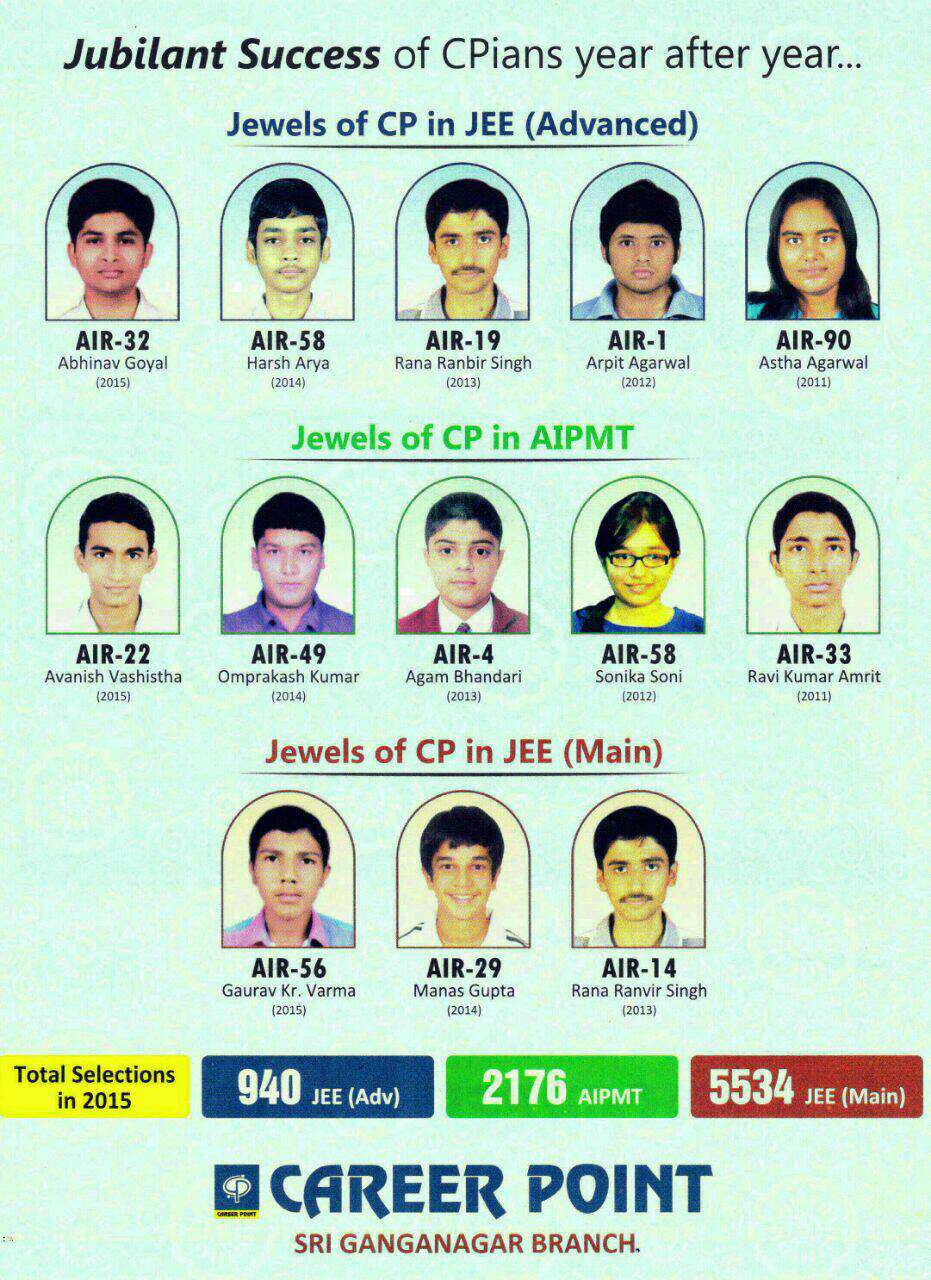 Jubilant Success of CPians year after year...
Jewels of CP in JEE (Advanced)
AIR-32 AIR-58 AIR-19 AIR-1 AIR-90
Abhinav Goyal Harsh Arya Rana Ranbir Singh Arpit Agarwal Astha Agarwal
(2015) (2014) (2013) (2012) (2011)
Jewels of CP in AIPMT
AIR-22 AIR-49 AIR-4 AIR-58 AIR-33
Avanish Vashistha Omprakash Kumar Agam Bhandari Sonika Soni Ravi Kumar Amrit
(2015) (2014) (2013) (2012) (2011)
Jewels of CP in JEE (Main)
AIR-56 AIR-29 AIR-14
Gaurav Kr. Varma Manas Gupta Rana Ranvir Singh
(2015) (2014) (2013)
Total Selections
in 2015
940 JEE (Adv)
2176 AIPMT
5534 JEE (Main)
CP
CAREER POINT
CAREER POINT
SRI GANGANAGAR BRANCH.